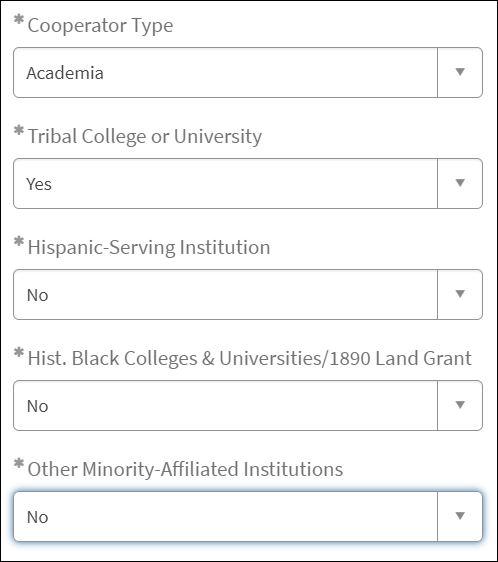 * Cooperator Type
Academia
* Tribal College or University
Yes
* Hispanic-Serving Institution
No
* Hist. Black Colleges & Universities/1890 Land Grant
No
* Other Minority-Affiliated Institutions
No